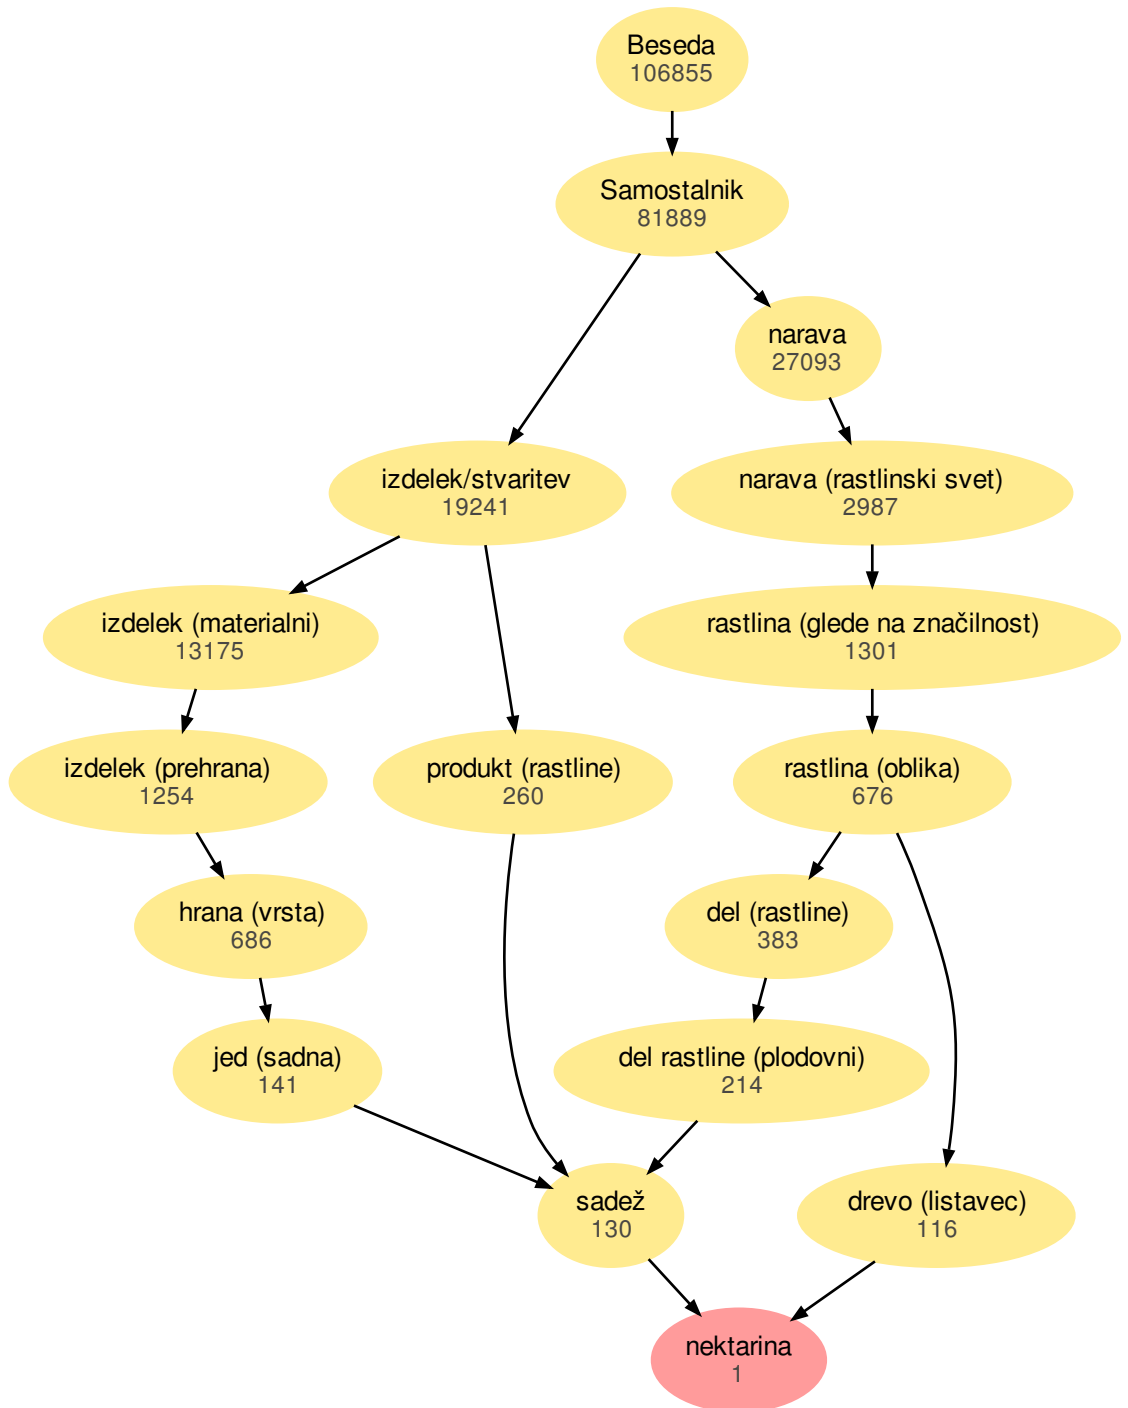 Beseda
106855
Samostalnik
81889
narava
27093
izdelek/stvaritev
19241
narava (rastlinski svet)
2987
izdelek (materialni)
13175
rastlina (glede na značilnost)
1301
izdelek (prehrana)
1254
produkt (rastline)
260
rastlina (oblika)
676
hrana (vrsta)
686
del (rastline)
383
jed (sadna)
141
del rastline (plodovni)
214
sadež
130
drevo (listavec)
116
nektarina
1